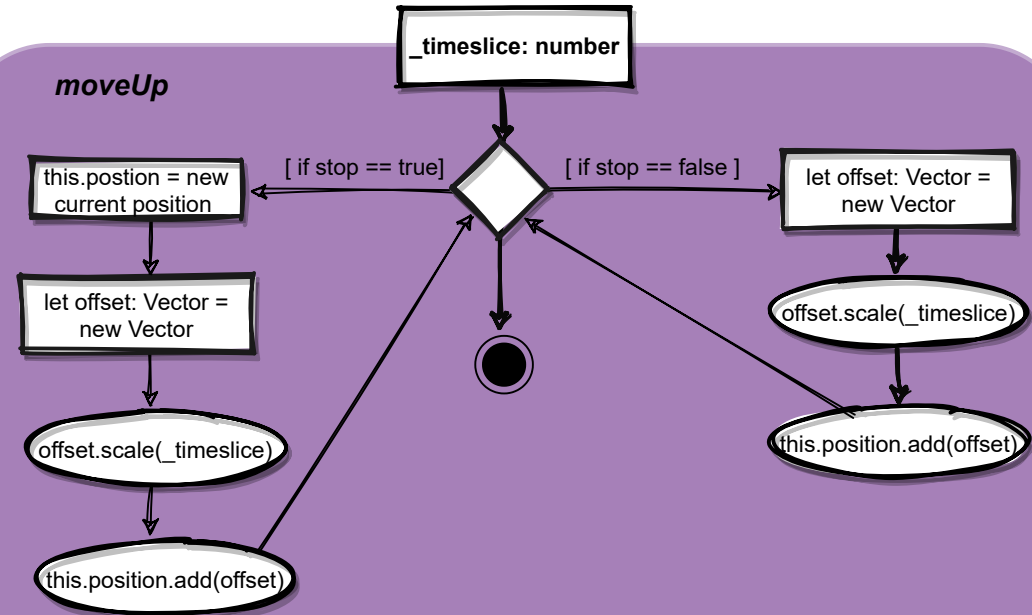 _timeslice: number
moveUp
[ if stop == true]
[ if stop == false ]
this.postion = new
current position
let offset: Vector =
new Vector
let offset: Vector =
new Vector
offset.scale(_timeslice)
offset.scale(_timeslice)
this.position.add(offset)
this.position.add(offset)